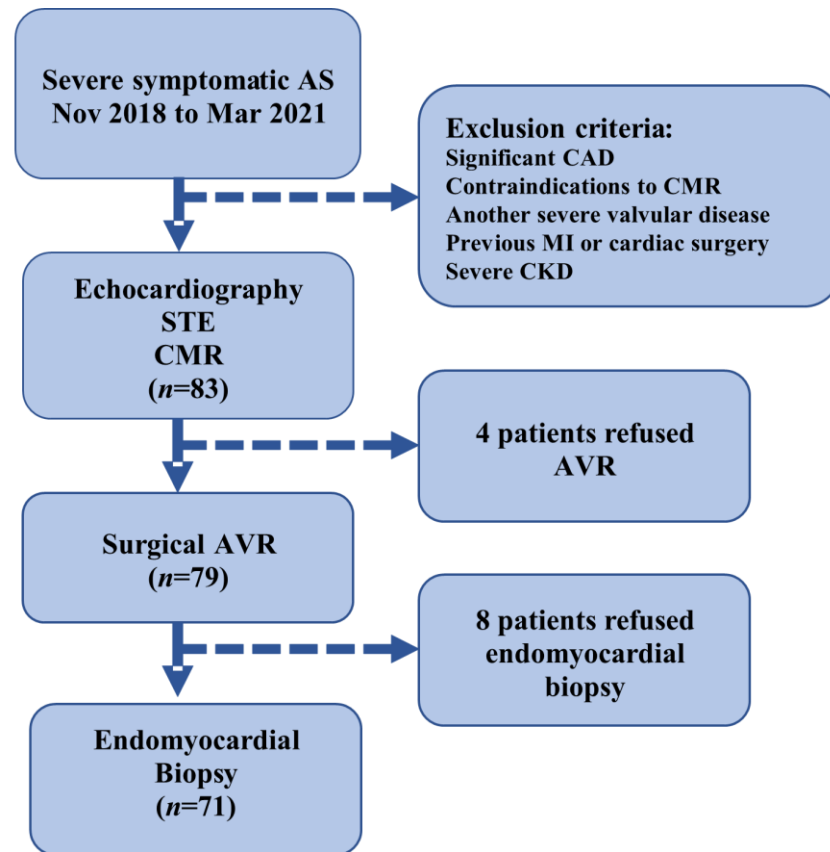 Severe symptomatic AS
Nov 2018 to Mar 2021
Exclusion criteria:
Significant CAD
Contraindications to CMR
Another severe valvular disease
Previous MI or cardiac surgery
Severe CKD
Echocardiography
STE
CMR
(n=83)
4 patients refused
AVR
Surgical AVR
(n=79)
8 patients refused
endomyocardial
biopsy
Endomyocardial
Biopsy
(n=71)